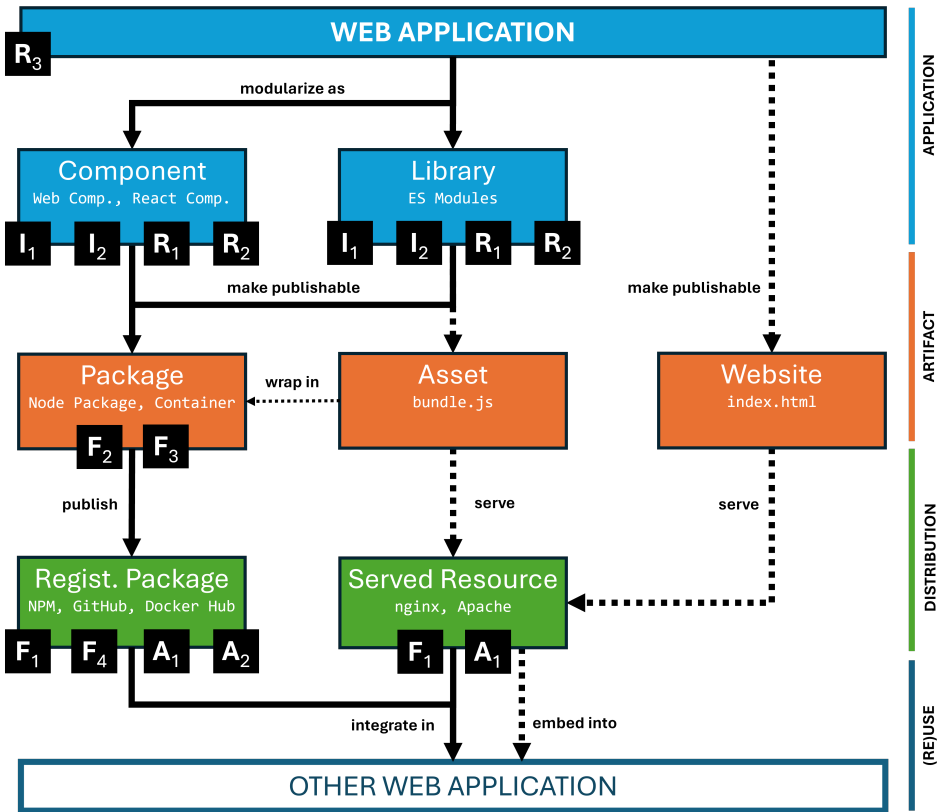 WEB APPLICATION
R3
APPLICATION
modularize as
Component
Web Comp., React Comp.
I1 I2 R1 R2
Library
ES Modules
I1 I2 R1 R2
make publishable
make publishable
ARTIFACT
Package
Node Package, Container
F2 F3
wrap in
Asset
bundle.js
Website
index.html
publish
serve
serve
DISTRIBUTION
Regist. Package
NPM, GitHub, Docker Hub
F1 F4 A1 A2
Served Resource
nginx, Apache
F1 A1
integrate in
embed into
(RE)USE
OTHER WEB APPLICATION